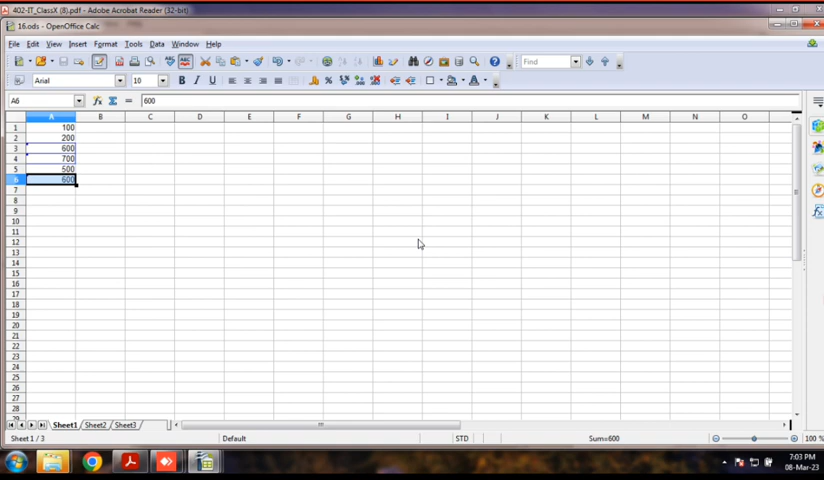 402-IT_ClassX (8).pdf - Adobe Acrobat Reader (32-bit)
16.ods - OpenOffice Calc
File Edit View Insert Format Tools Data Window Help
Find
Arial 10
A6 600
A B C D E F G H I J K L M N O
1 100
2 200
3 600
4 700
5 500
6 600
7
8
9
10
11
12
13
14
15
16
17
18
19
20
21
22
23
24
25
26
27
28
29
Sheet1 Sheet2 Sheet3
Sheet 1 / 3 Default STD Sum=600 100 %
7:03 PM
08-Mar-23